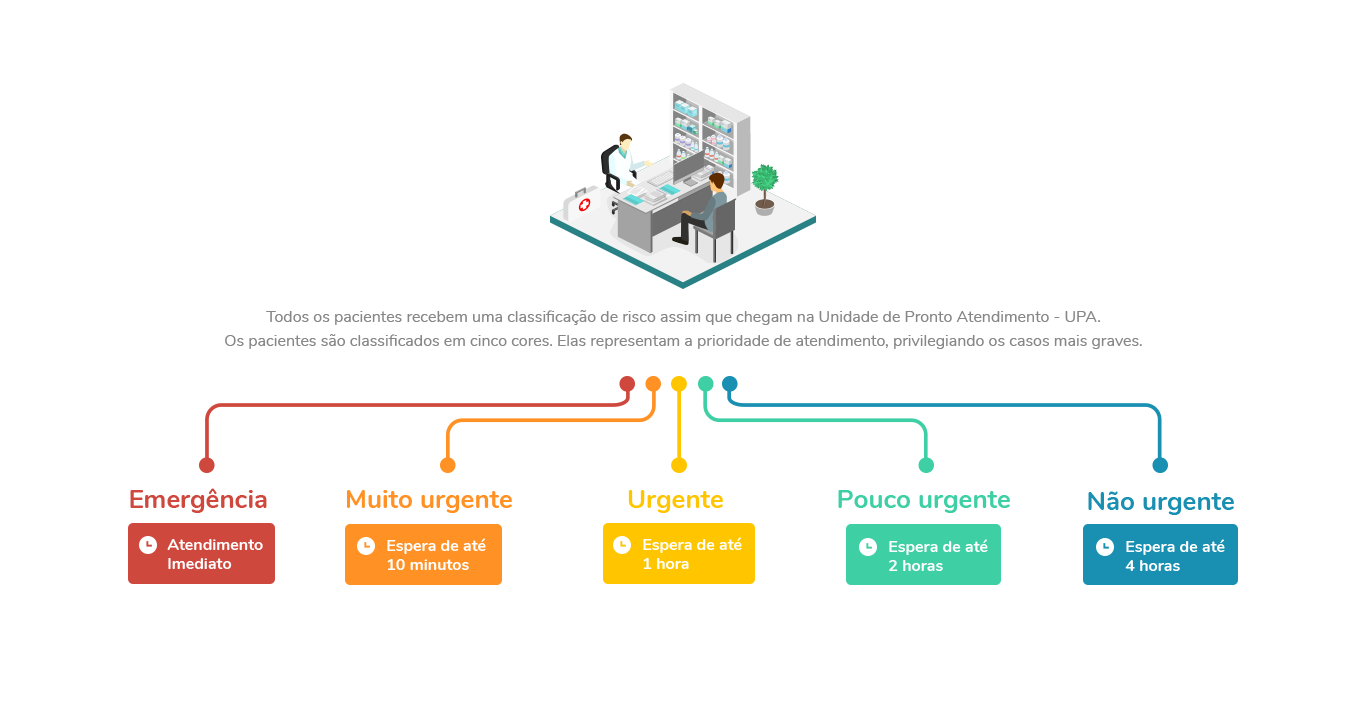 Todos os pacientes recebem uma classificação de risco assim que chegam na Unidade de Pronto Atendimento - UPA.
Os pacientes são classificados em cinco cores. Elas representam a prioridade de atendimento, privilegiando os casos mais graves.
Emergência
Atendimento
Imediato
Muito urgente
Espera de até
10 minutos
Urgente
Espera de até
1 hora
Pouco urgente
Espera de até
2 horas
Não urgente
Espera de até
4 horas